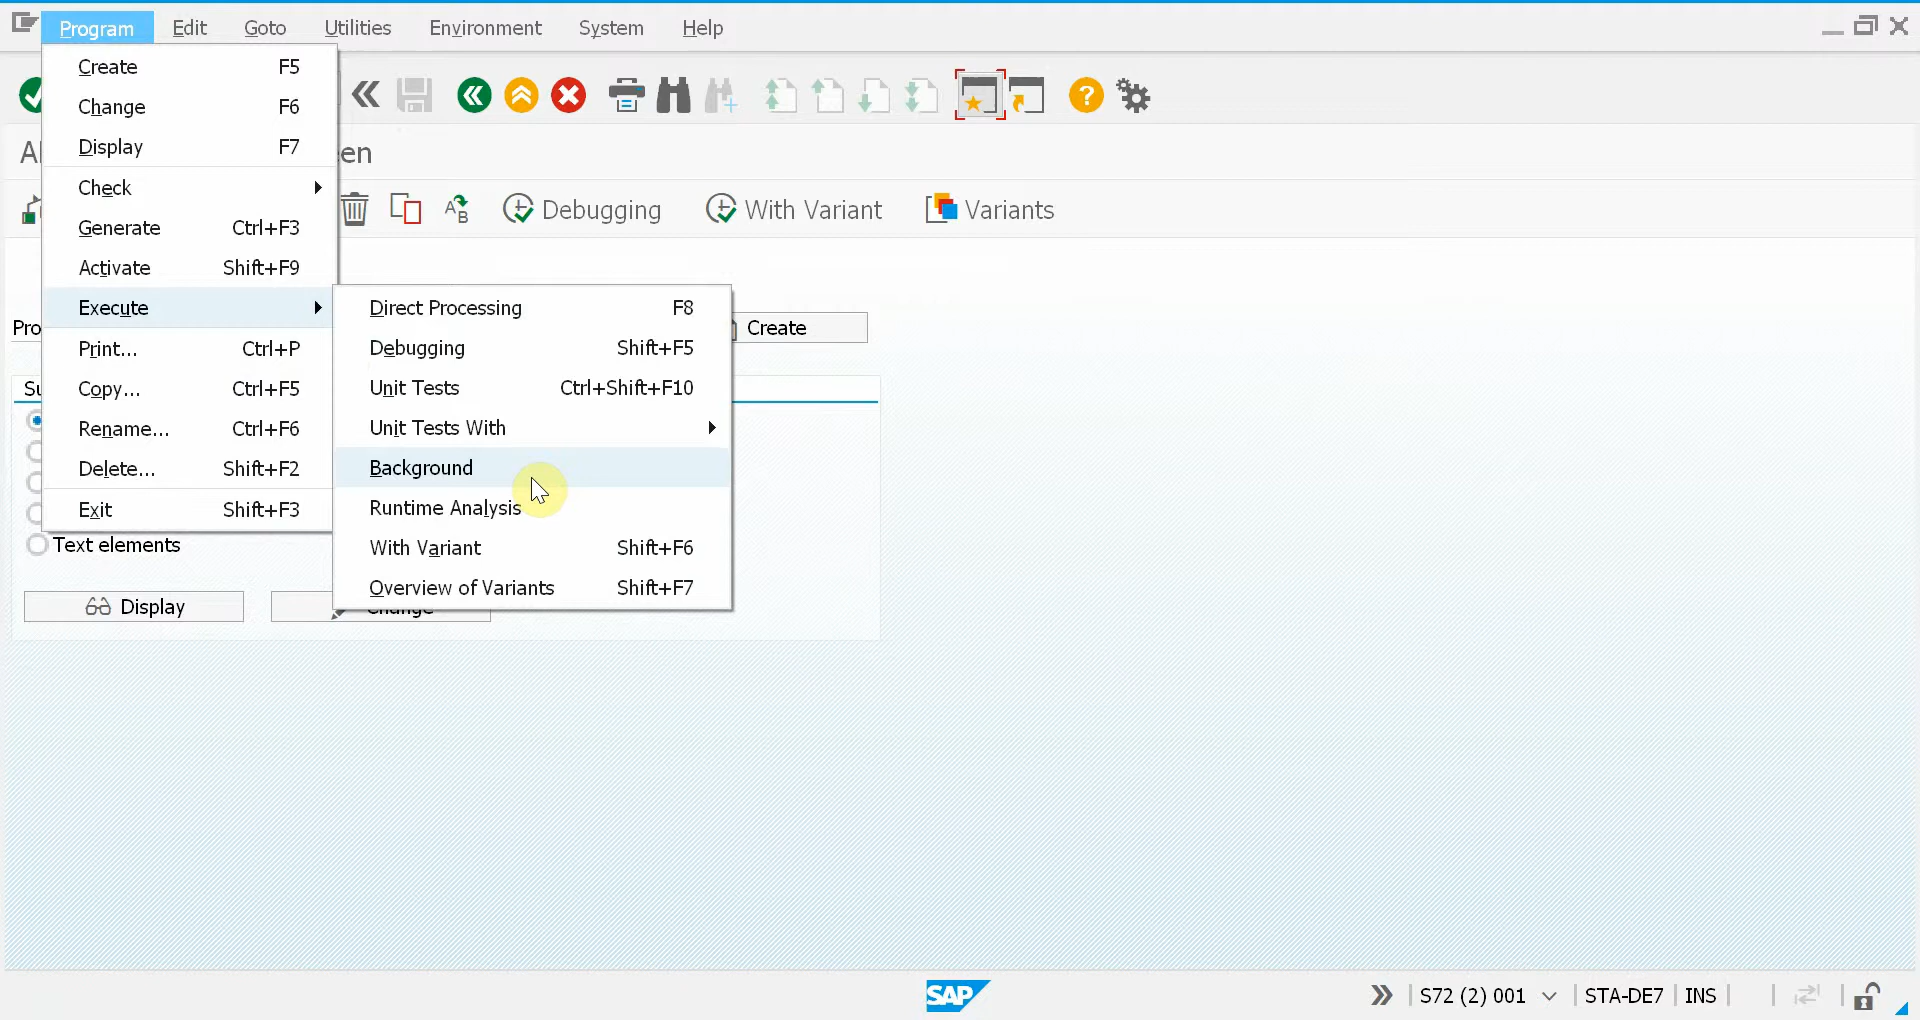 Program Edit Goto Utilities Environment System Help
Create F5
Change F6
Display F7
een
Check
Debugging With Variant Variants
Generate Ctrl+F3
Activate Shift+F9
Execute
Direct Processing F8
Pro
Create
Print... Ctrl+P
Debugging Shift+F5
Copy... Ctrl+F5
Unit Tests Ctrl+Shift+F10
Su
Rename... Ctrl+F6
Unit Tests With
Delete... Shift+F2
Background
Exit Shift+F3
Runtime Analysis
Text elements
With Variant Shift+F6
Overview of Variants Shift+F7
Display
Change
SAP
S72 (2) 001 STA-DE7 INS